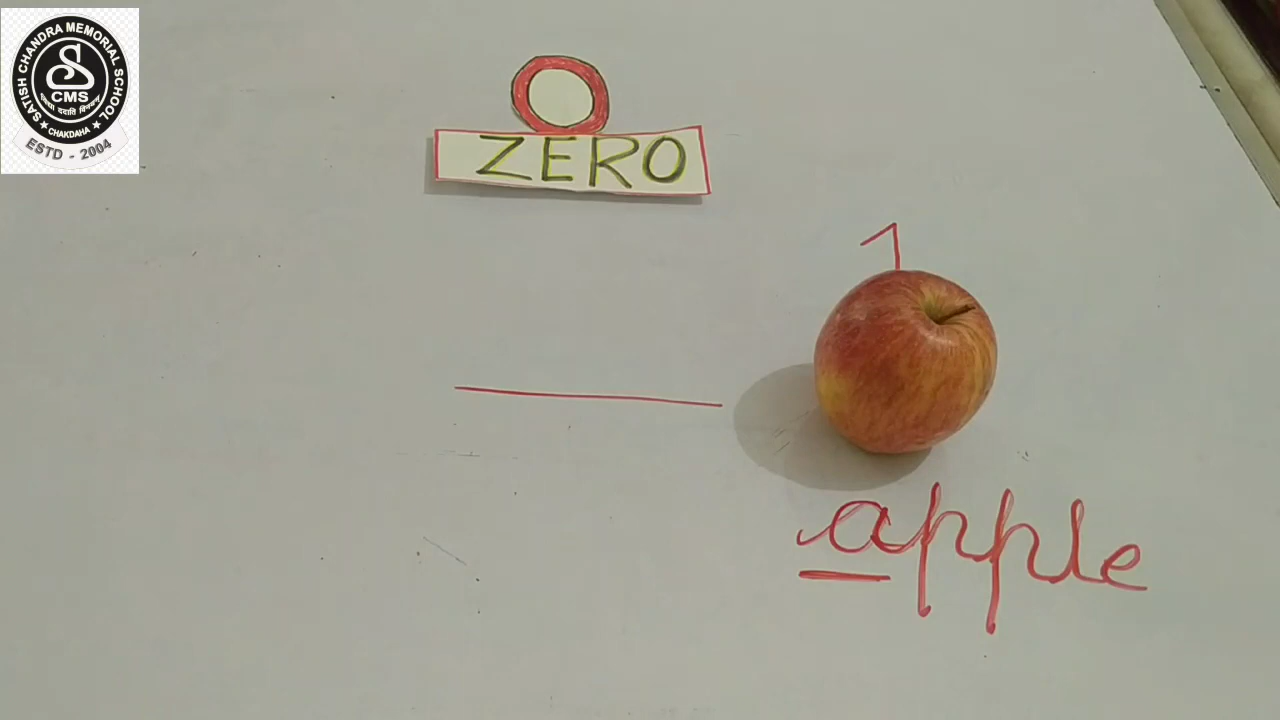 SATISH CHANDRA MEMORIAL SCHOOL
S
CMS
★ CHAKDAHA ★
ESTD - 2004
0
ZERO
1
apple